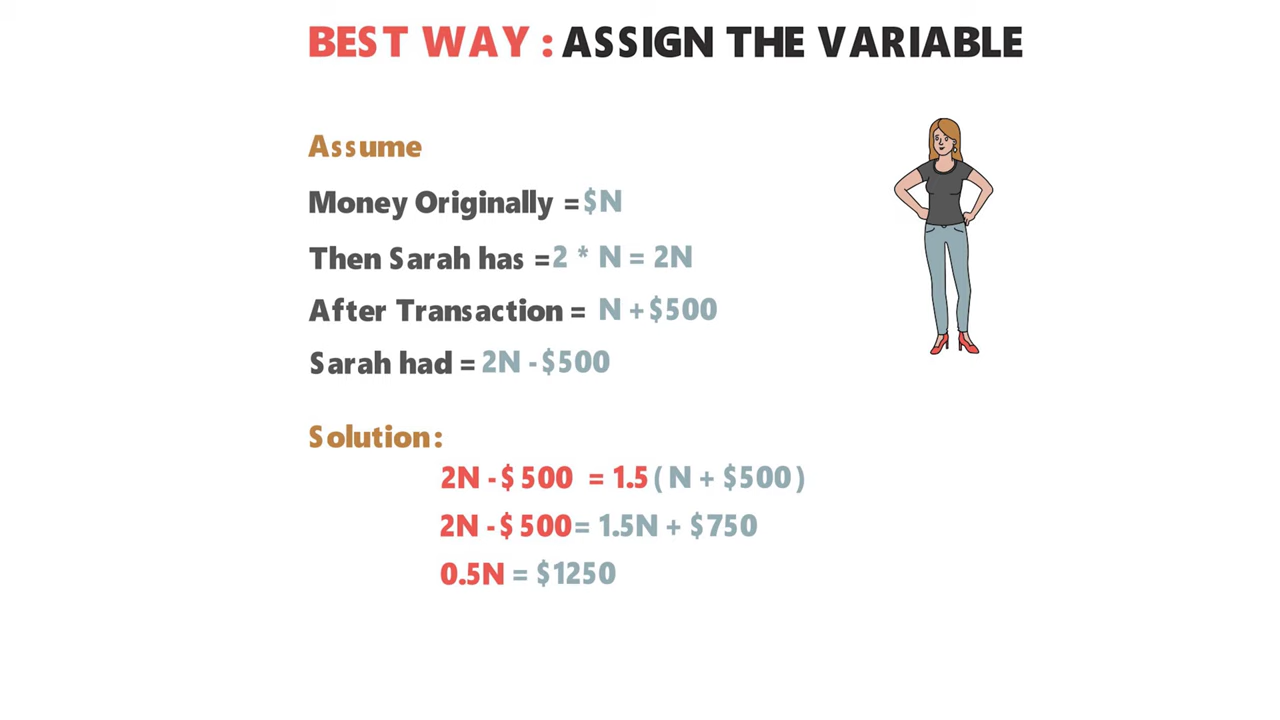 BEST WAY : ASSIGN THE VARIABLE
Assume
Money Originally = $N
Then Sarah has = 2 * N = 2N
After Transaction = N + $500
Sarah had = 2N - $500
Solution:
2N - $ 500 = 1.5 ( N + $500 )
2N - $ 500 = 1.5N + $750
0.5N = $1250